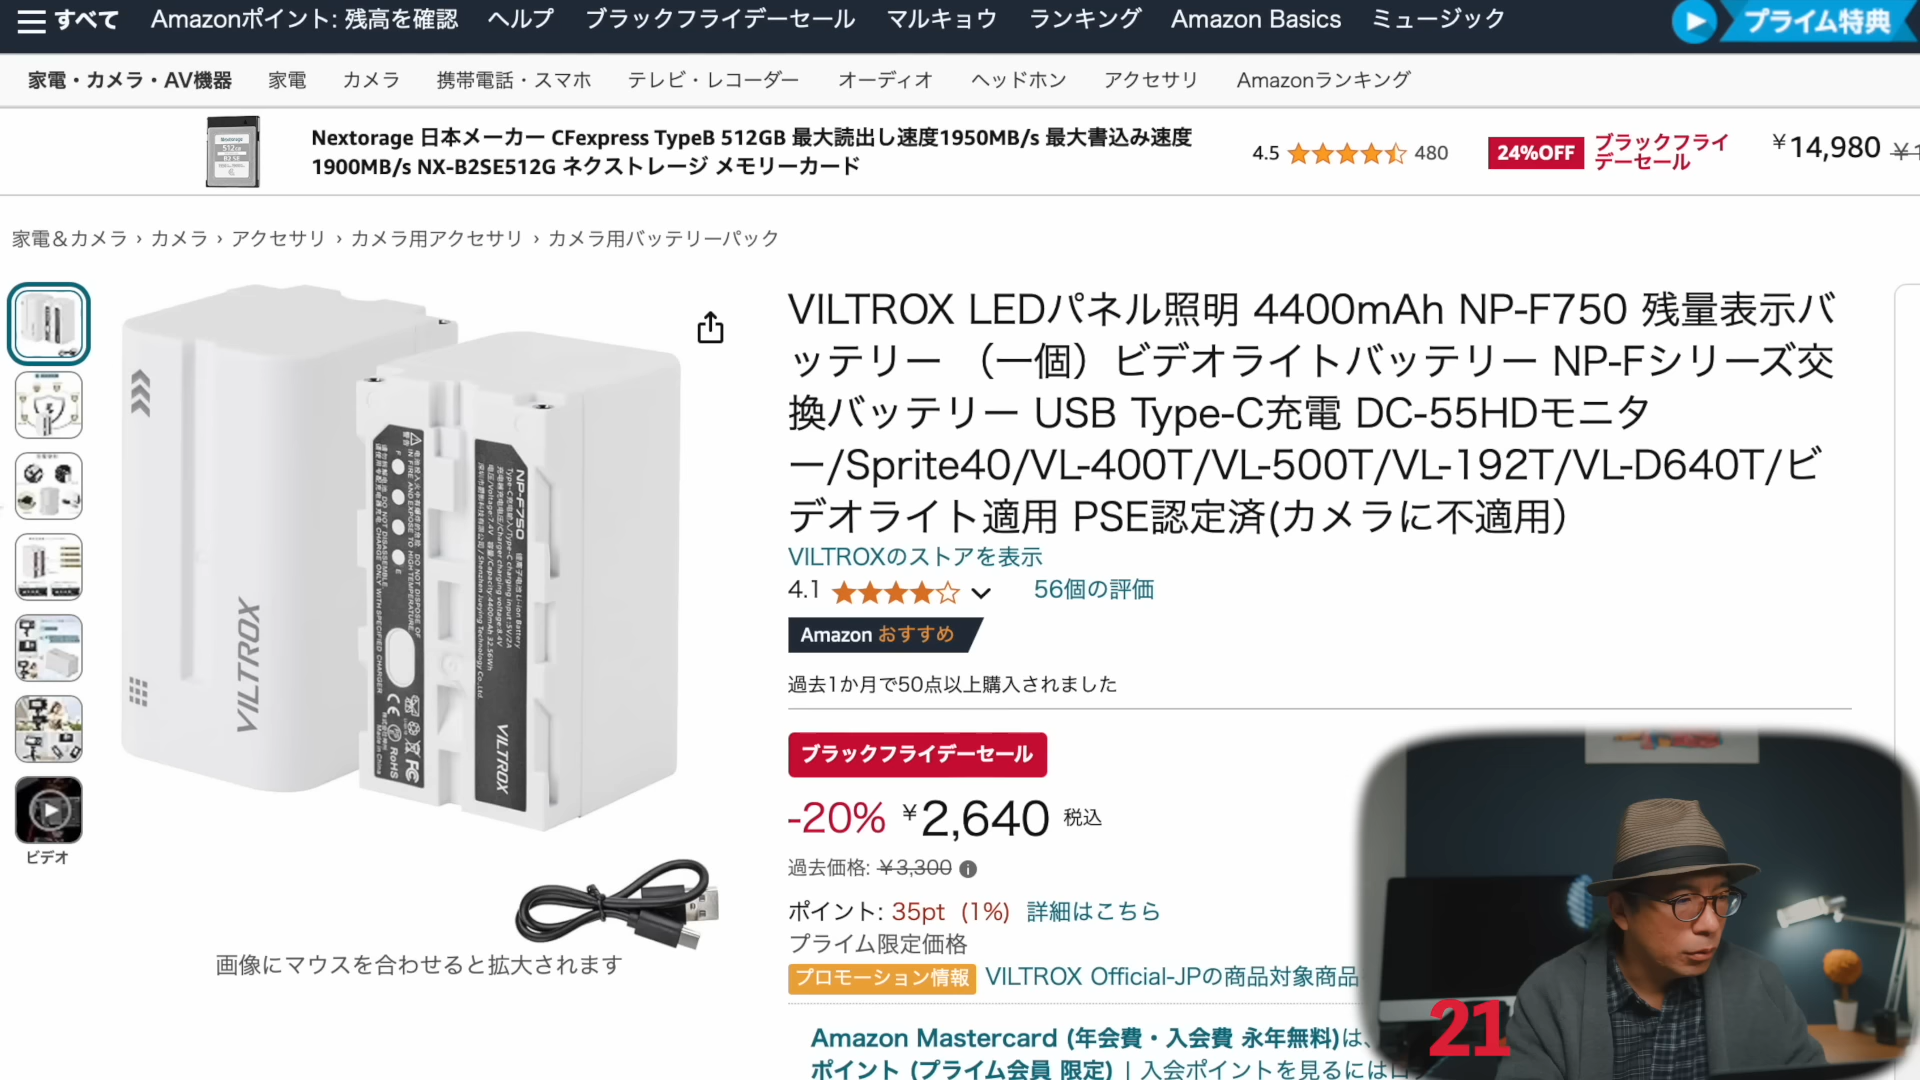 すべて
Amazonポイント: 残高を確認
ヘルプ
ブラックフライデーセール
マルキョウ
ランキング
Amazon Basics
ミュージック
プライム特典
家電・カメラ・AV機器
家電
カメラ
携帯電話・スマホ
テレビ・レコーダー
オーディオ
ヘッドホン
アクセサリ
Amazonランキング
Nextorage 日本メーカー CFexpress TypeB 512GB 最大読出し速度1950MB/s 最大書込み速度
1900MB/s NX-B2SE512G ネクストレージ メモリーカード
4.5
480
24%OFF
ブラックフライ
デーセール
¥14,980
家電＆カメラ › カメラ › アクセサリ › カメラ用アクセサリ › カメラ用バッテリーパック
VILTROX LEDパネル照明 4400mAh NP-F750 残量表示バ
ッテリー （一個）ビデオライトバッテリー NP-Fシリーズ交
換バッテリー USB Type-C充電 DC-55HDモニタ
ー/Sprite40/VL-400T/VL-500T/VL-192T/VL-D640T/ビ
デオライト適用 PSE認定済(カメラに不適用）
VILTROXのストアを表示
4.1
56個の評価
Amazon おすすめ
過去1か月で50点以上購入されました
ブラックフライデーセール
-20% ¥2,640 税込
過去価格: ¥3,300
ポイント: 35pt (1%) 詳細はこちら
プライム限定価格
プロモーション情報 VILTROX Official-JPの商品対象商品
Amazon Mastercard (年会費・入会費 永年無料)は、
ポイント (プライム会員 限定) | 入会ポイントを見るにはロ
VILTROX
NP-F750
VILTROX
ビデオ
画像にマウスを合わせると拡大されます
21